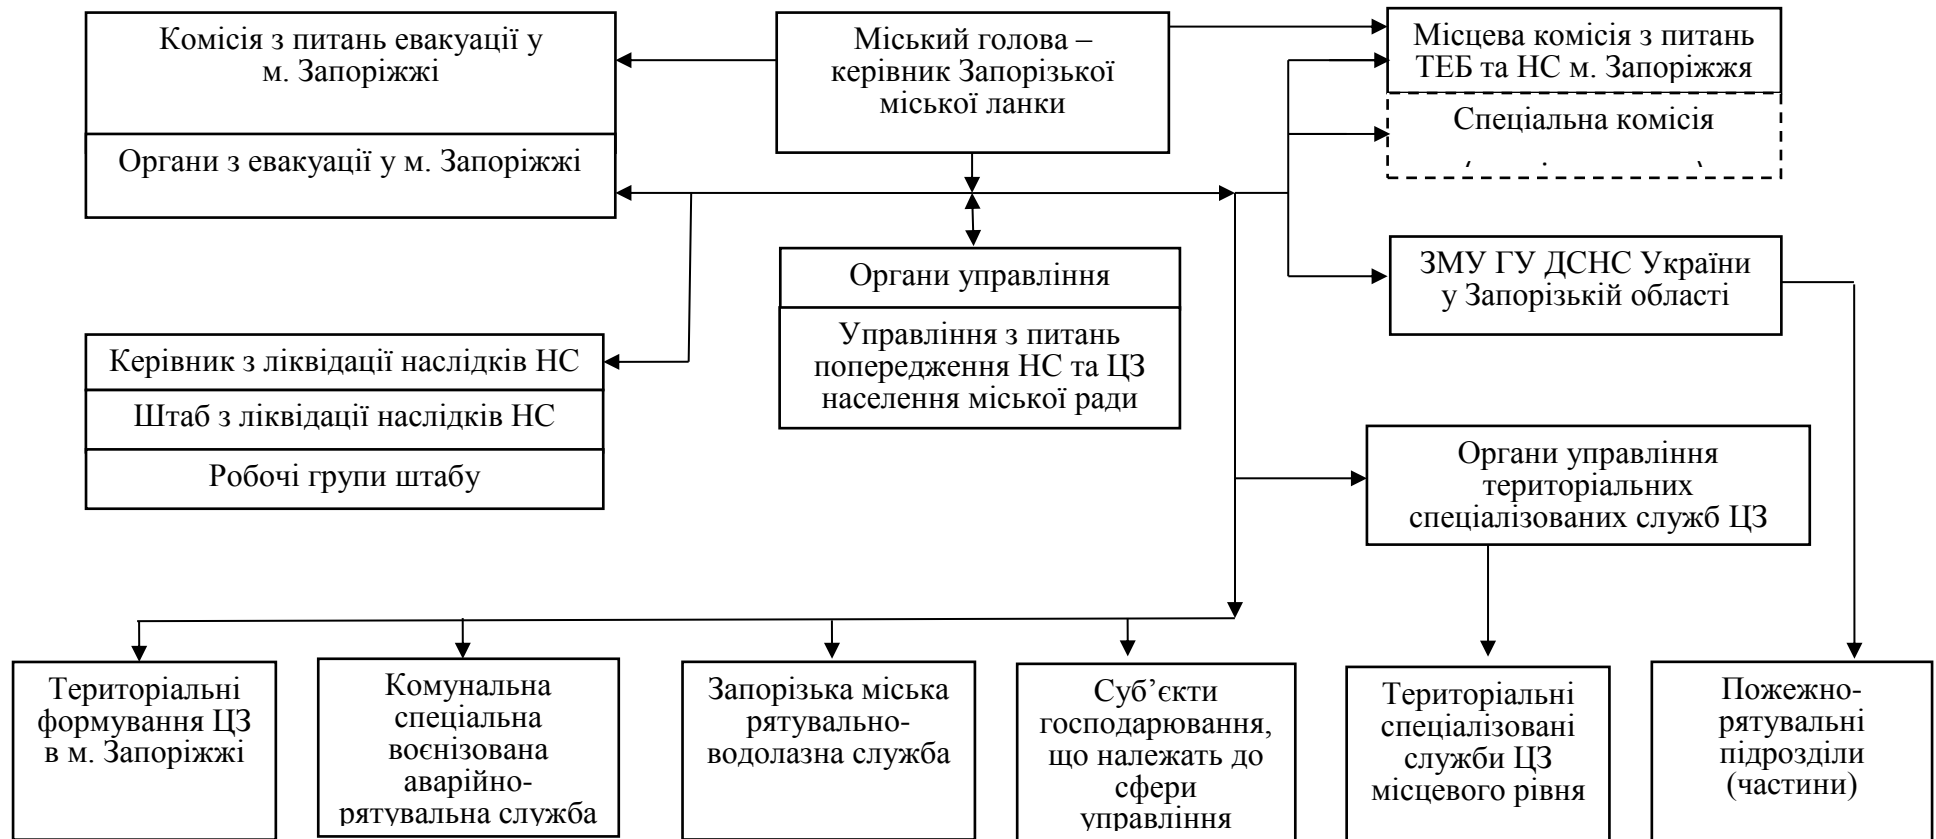 Комісія з питань евакуації у
м. Запоріжжі
Органи з евакуації у м. Запоріжжі
Міський голова –
керівник Запорізької
міської ланки
Місцева комісія з питань
ТЕБ та НС м. Запоріжжя
Спеціальна комісія
Органи управління
Управління з питань
попередження НС та ЦЗ
населення міської ради
ЗМУ ГУ ДСНС України
у Запорізькій області
Керівник з ліквідації наслідків НС
Штаб з ліквідації наслідків НС
Робочі групи штабу
Органи управління
територіальних
спеціалізованих служб ЦЗ
Територіальні
формування ЦЗ
в м. Запоріжжі
Комунальна
спеціальна
воєнізована
аварійно-
рятувальна служба
Запорізька міська
рятувально-
водолазна служба
Суб’єкти
господарювання,
що належать до
сфери
управління
Територіальні
спеціалізовані
служби ЦЗ
місцевого рівня
Пожежно-
рятувальні
підрозділи
(частини)